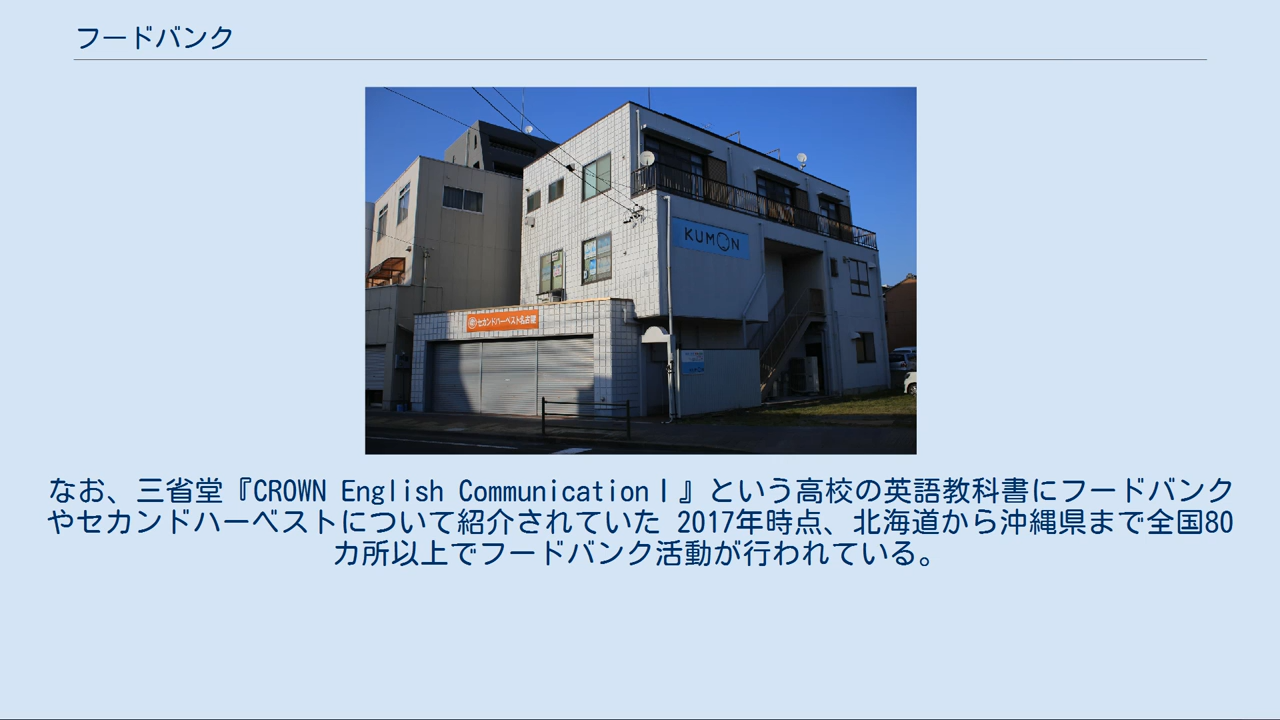 フードバンク
KUMON
セカンドハーベスト名古屋
なお、三省堂『CROWN English CommunicationⅠ』という高校の英語教科書にフードバンク
やセカンドハーベストについて紹介されていた 2017年時点、北海道から沖縄県まで全国80
カ所以上でフードバンク活動が行われている。